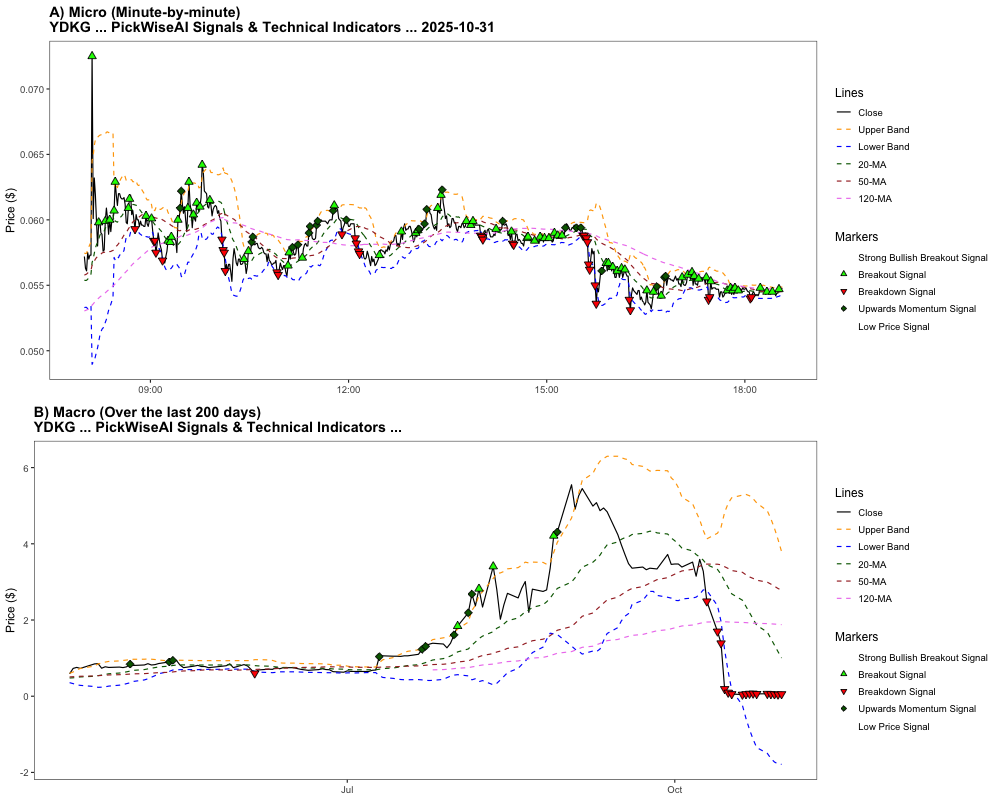 A) Micro (Minute-by-minute)
YDKG ... PickWiseAI Signals & Technical Indicators ... 2025-10-31
Price ($)
0.070
0.065
0.060
0.055
0.050
09:00
12:00
15:00
18:00
Lines
Close
Upper Band
Lower Band
20-MA
50-MA
120-MA
Markers
Strong Bullish Breakout Signal
Breakout Signal
Breakdown Signal
Upwards Momentum Signal
Low Price Signal
B) Macro (Over the last 200 days)
YDKG ... PickWiseAI Signals & Technical Indicators ...
Price ($)
6
4
2
0
-2
Jul
Oct
Lines
Close
Upper Band
Lower Band
20-MA
50-MA
120-MA
Markers
Strong Bullish Breakout Signal
Breakout Signal
Breakdown Signal
Upwards Momentum Signal
Low Price Signal